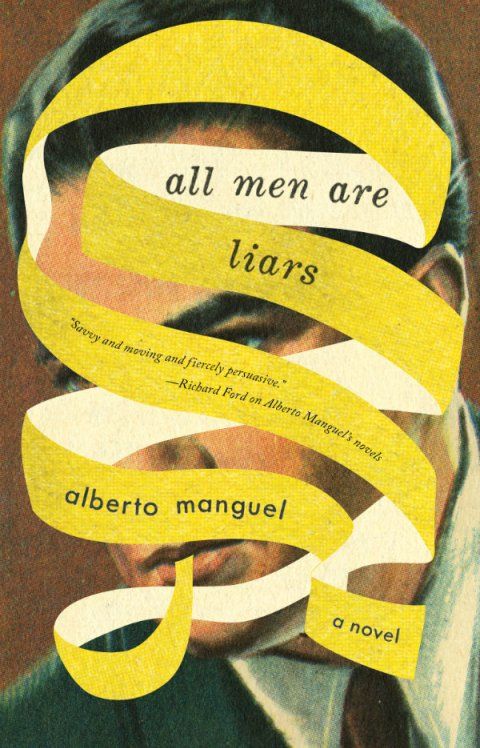 all men are
liars
"Savvy and moving and fiercely persuasive."
—Richard Ford on Alberto Manguel's novels
alberto manguel
a novel